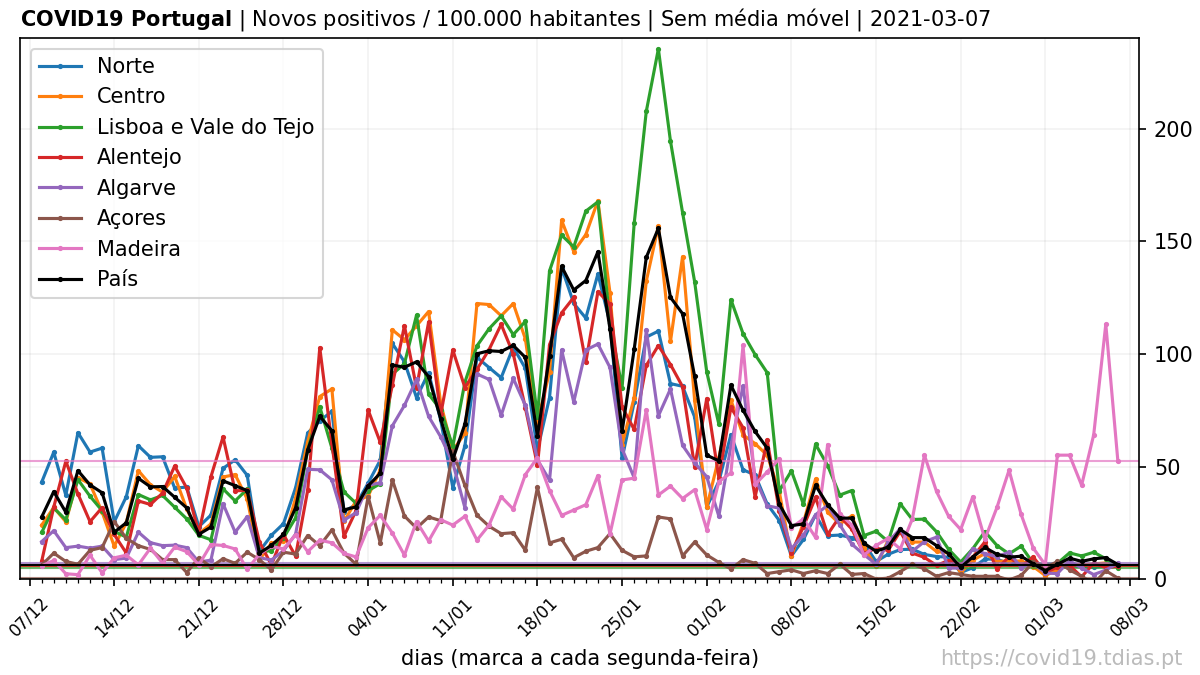 COVID19 Portugal | Novos positivos / 100.000 habitantes | Sem média móvel | 2021-03-07
Norte
Centro
Lisboa e Vale do Tejo
Alentejo
Algarve
Açores
Madeira
País
200
150
100
50
0
07/12 14/12 21/12 28/12 04/01 11/01 18/01 25/01 01/02 08/02 15/02 22/02 01/03 08/03
dias (marca a cada segunda-feira)
https://covid19.tdias.pt